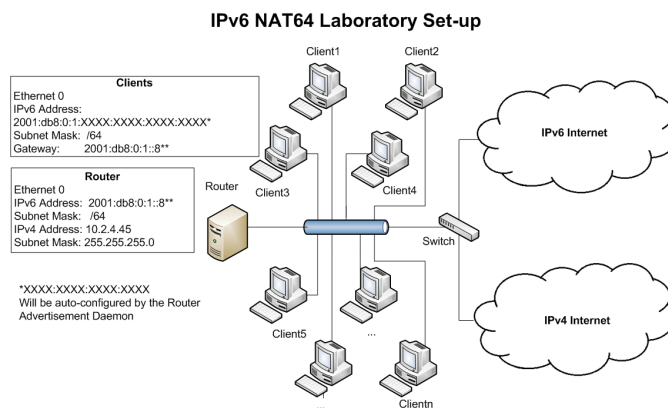 IPv6 NAT64 Laboratory Set-up
Client1
Client2
Clients
Ethernet 0
IPv6 Address:
2001:db8:0:1:XXXX:XXXX:XXXX:XXXX*
Subnet Mask: /64
Gateway: 2001:db8:0:1::8**
IPv6 Internet
Router
Ethernet 0
IPv6 Address: 2001:db8:0:1::8**
Subnet Mask: /64
IPv4 Address: 10.2.4.45
Subnet Mask: 255.255.255.0
Router
Client3
Client4
Switch
*XXXX:XXXX:XXXX:XXXX
Will be auto-configured by the Router
Advertisement Daemon
Client5
...
IPv4 Internet
...
Clientn